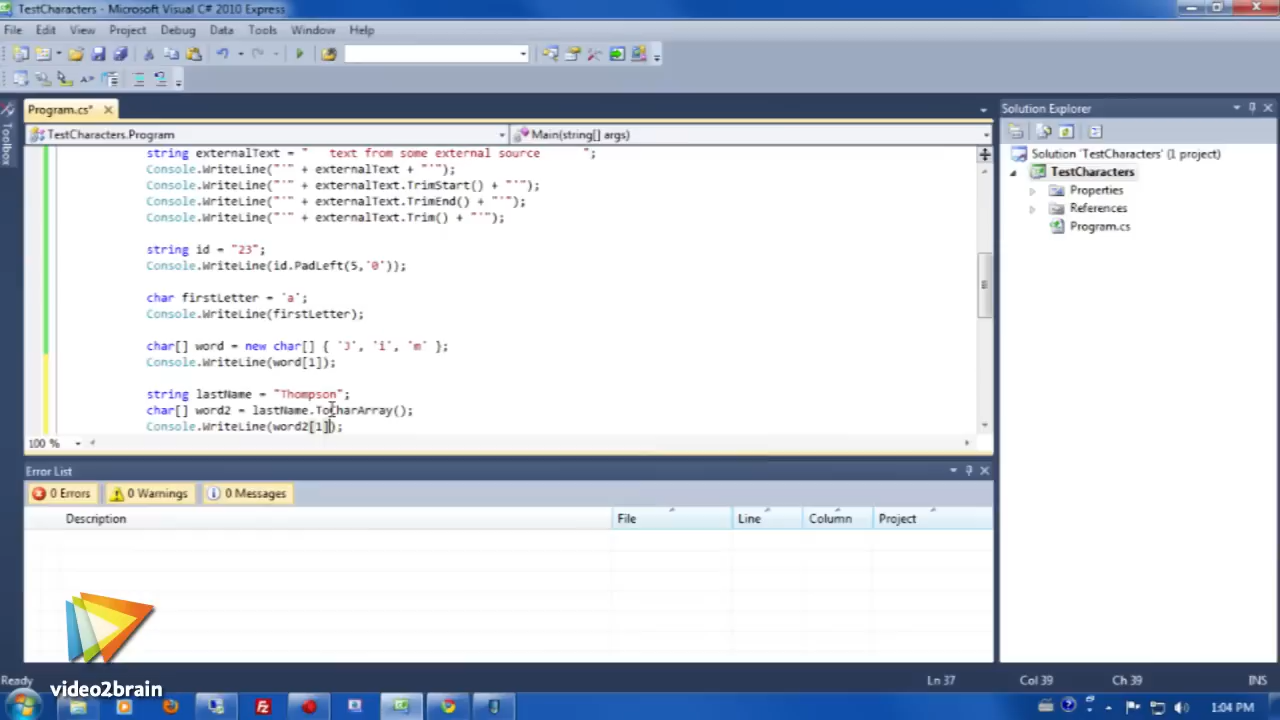 TestCharacters - Microsoft Visual C# 2010 Express
File Edit View Project Debug Data Tools Window Help
Program.cs*
Solution Explorer
Toolbox
TestCharacters.Program
Main(string[] args)
string externalText = "   text from some external source      ";
Console.WriteLine("'" + externalText + "'");
Console.WriteLine("'" + externalText.TrimStart() + "'");
Console.WriteLine("'" + externalText.TrimEnd() + "'");
Console.WriteLine("'" + externalText.Trim() + "'");
string id = "23";
Console.WriteLine(id.PadLeft(5,'0'));
char firstLetter = 'a';
Console.WriteLine(firstLetter);
char[] word = new char[] { 'J', 'i', 'm' };
Console.WriteLine(word[1]);
string lastName = "Thompson";
char[] word2 = lastName.ToCharArray();
Console.WriteLine(word2[1]);
100 %
Solution 'TestCharacters' (1 project)
TestCharacters
Properties
References
Program.cs
Error List
0 Errors 0 Warnings 0 Messages
Description File Line Column Project
Ready Ln 37 Col 39 Ch 39 INS
video2brain
1:04 PM